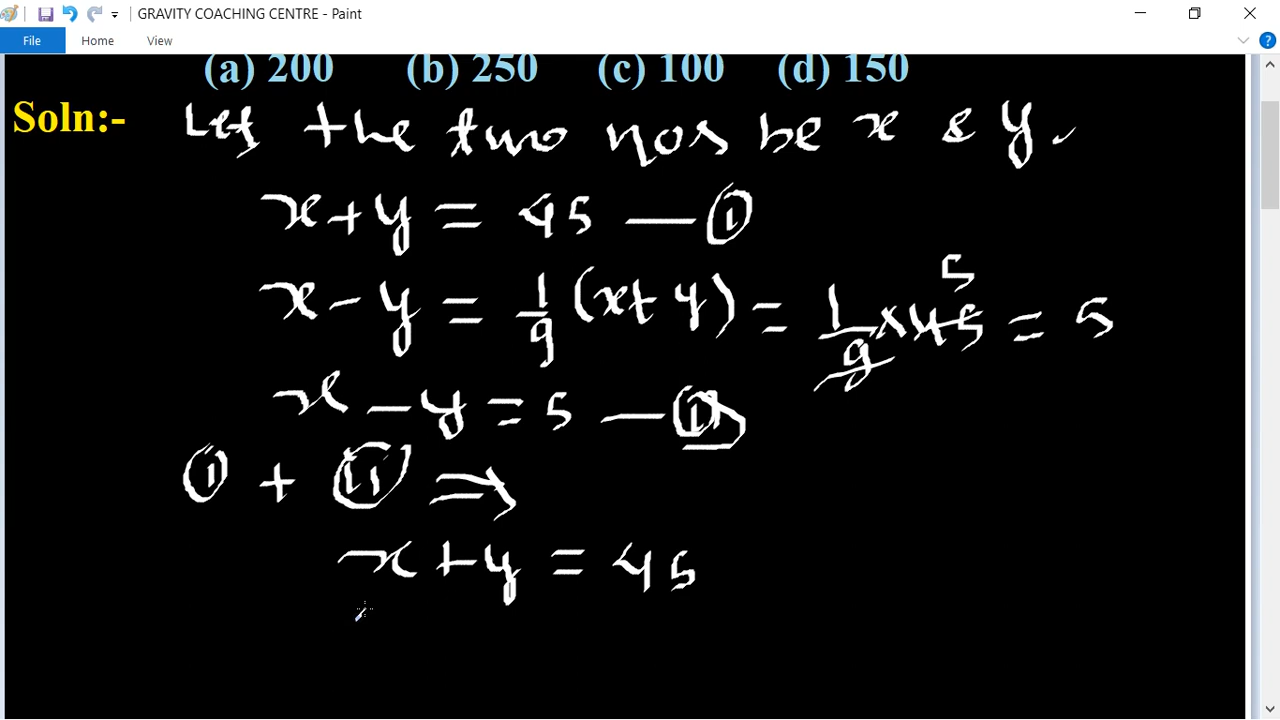 GRAVITY COACHING CENTRE - Paint
File Home View
(a) 200 (b) 250 (c) 100 (d) 150
Soln:- Let the two nos be x & y.
x + y = 45 — (i)
x - y = 1/9 (x + y) = 1/9 × 45 = 5
5
x - y = 5 — (ii)
(i) + (ii) ⇒
x + y = 45